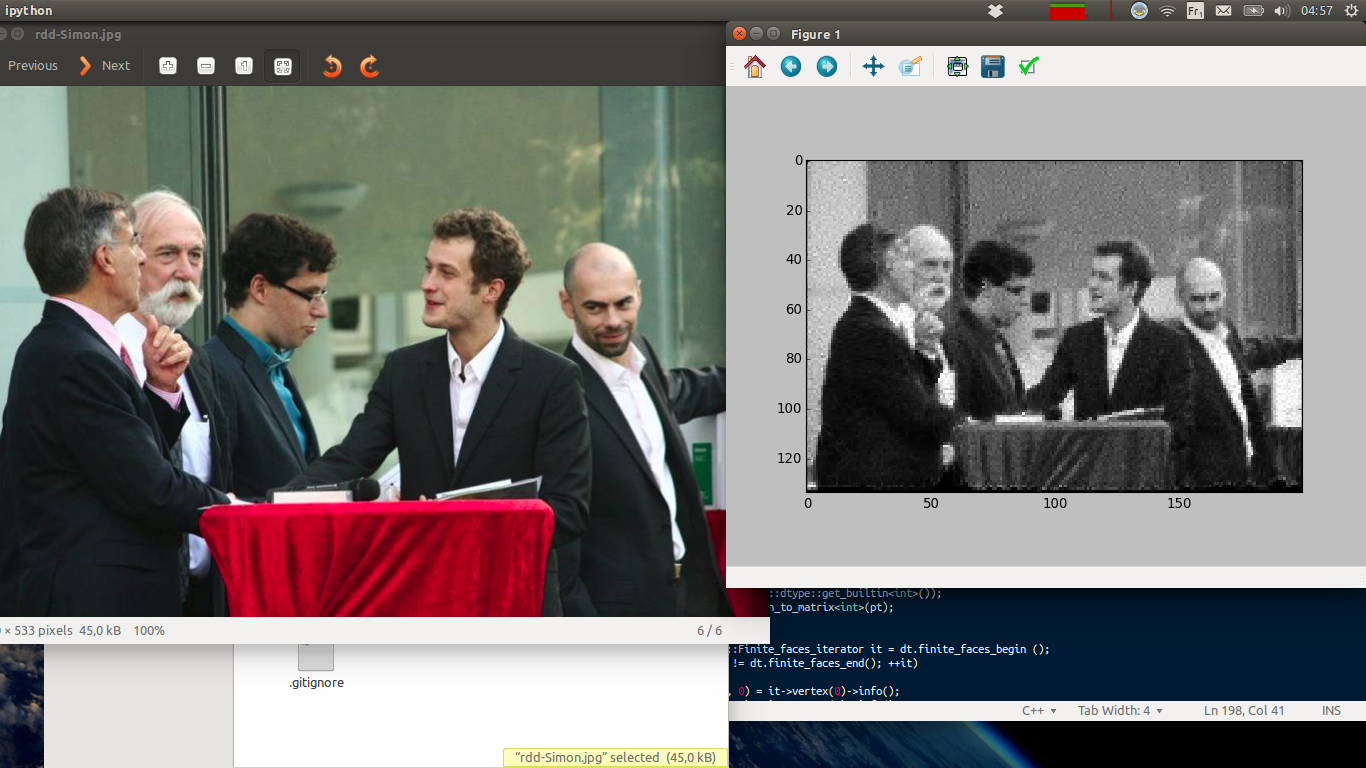 ipython
Fr1
04:57
rdd-Simon.jpg
Previous
Next
1
Figure 1
0
20
40
60
80
100
120
0
50
100
150
× 533 pixels 45,0 kB 100%
6 / 6
::dtype::get_builtin<int>());
_to_matrix<int>(pt);
::Finite_faces_iterator it = dt.finite_faces_begin ();
!= dt.finite_faces_end(); ++it)
, 0) = it->vertex(0)->info();
C++
Tab Width: 4
Ln 198, Col 41
INS
.gitignore
“rdd-Simon.jpg” selected (45,0 kB)